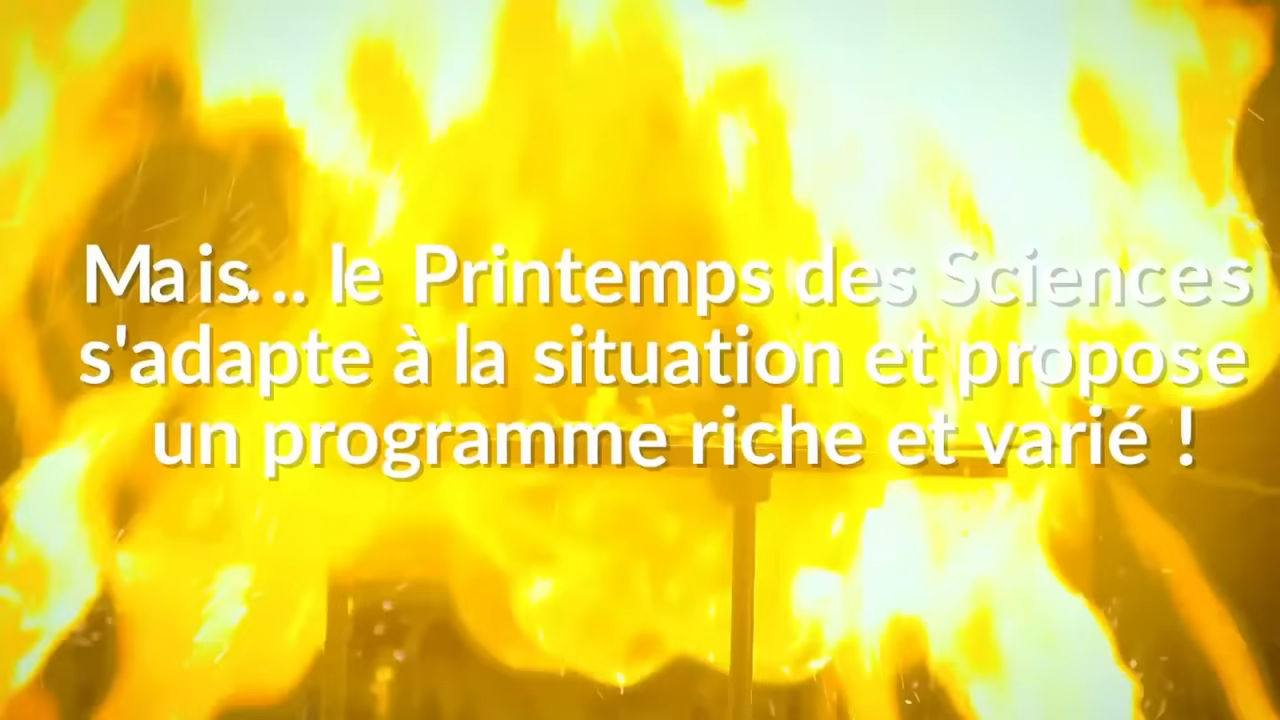 Mais... le Printemps des Sciences
s'adapte à la situation et propose
un programme riche et varié !